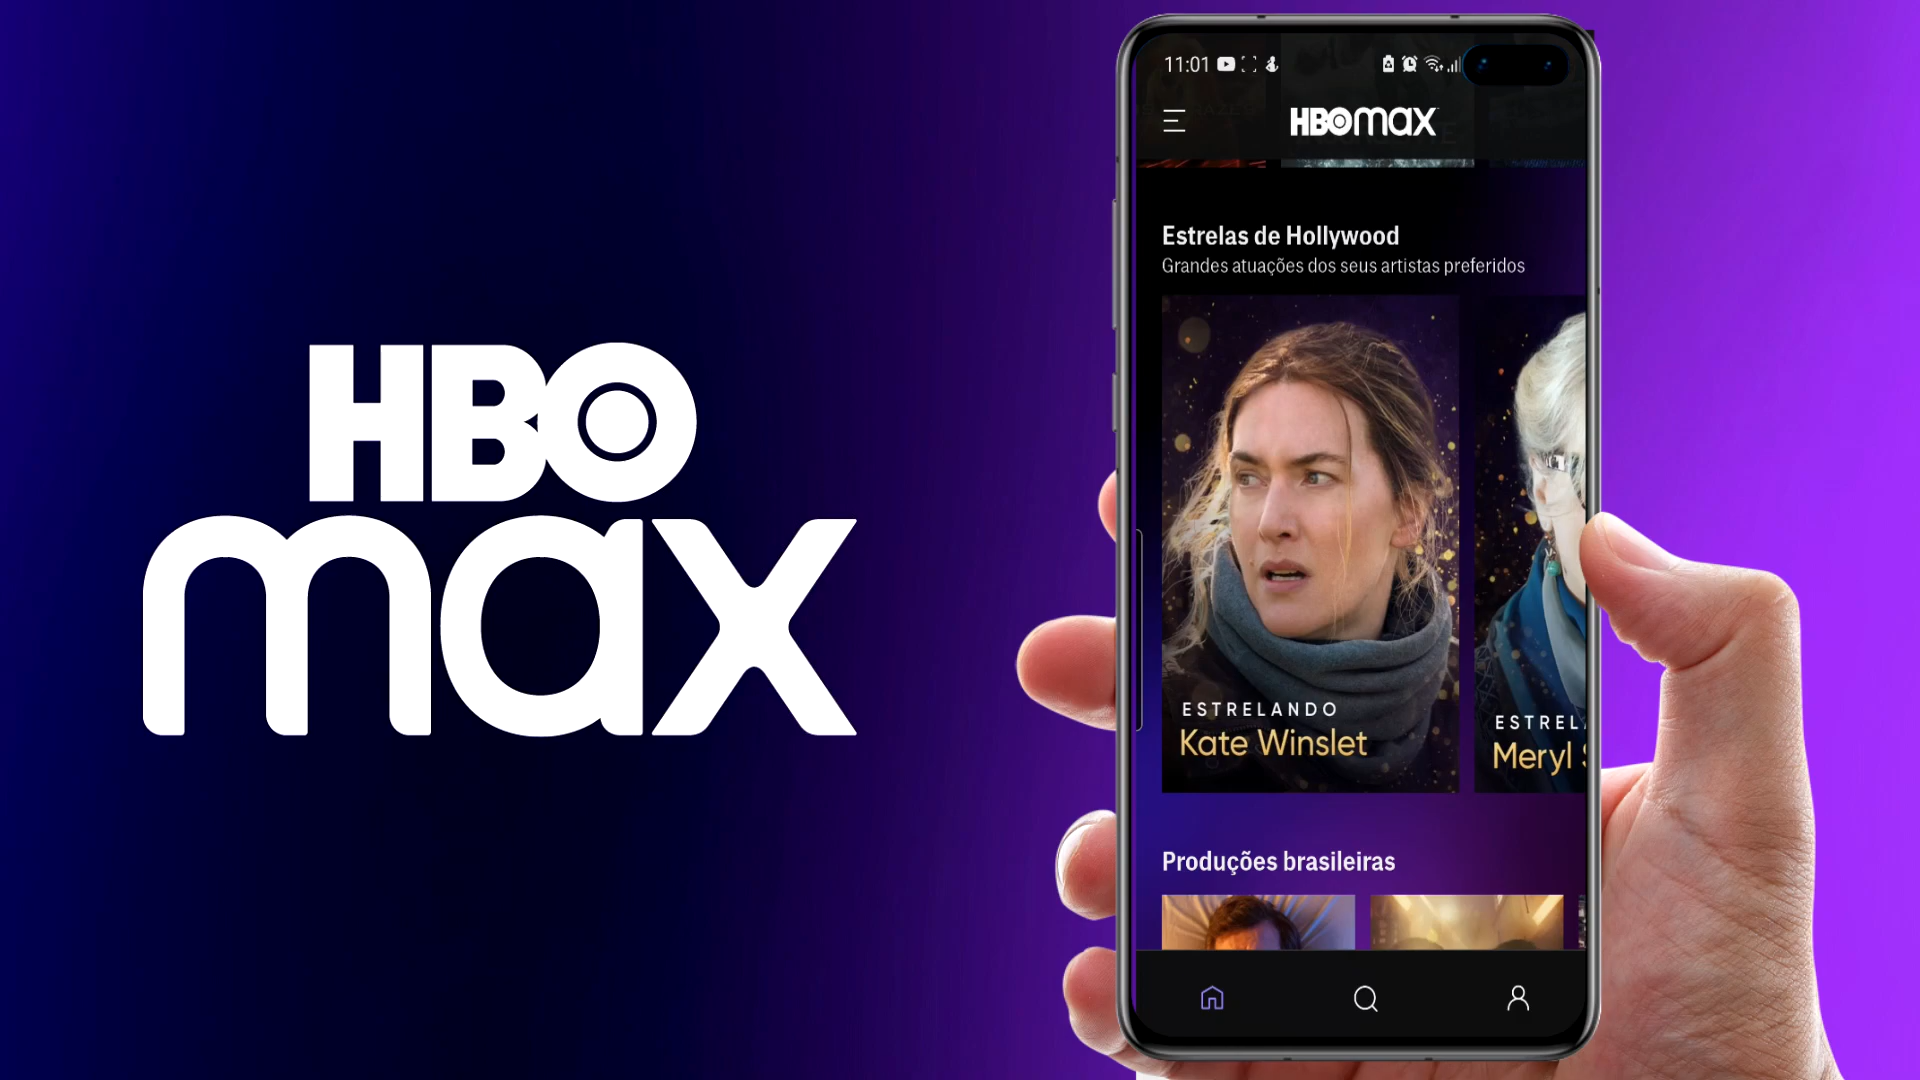 HBO
max
11:01
HBOmax
Estrelas de Hollywood
Grandes atuações dos seus artistas preferidos
ESTRELANDO
Kate Winslet
ESTREL
Meryl
Produções brasileiras